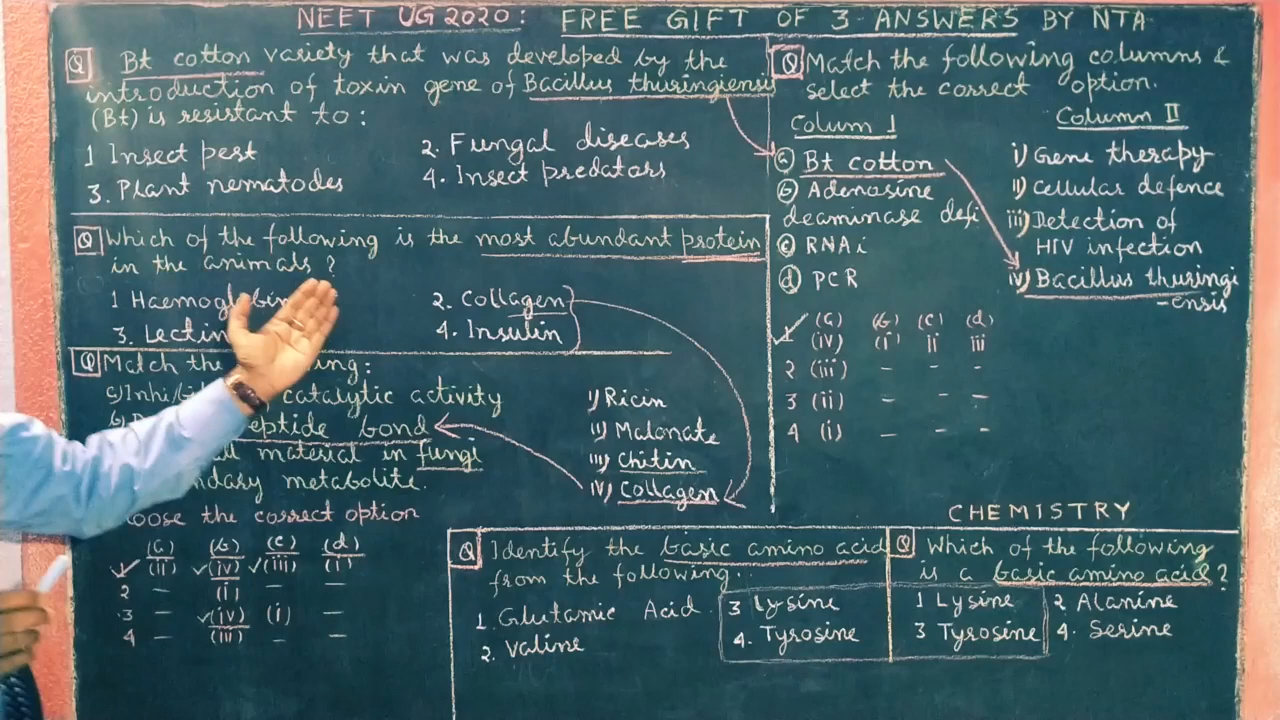 NEET UG 2020: FREE GIFT OF 3 ANSWERS BY NTA
Q Bt cotton variety that was developed by the
introduction of toxin gene of Bacillus thuringiensis
(Bt) is resistant to:
1 Insect pest 2. Fungal diseases
3. Plant nematodes 4. Insect predators
Q Which of the following is the most abundant protein
in the animals?
1 Haemoglobin 2. Collagen
3. Lectin 4. Insulin
Q Match the :
catalytic activity
peptide bond
material in fungi
metabolite.
the correct option
i) Ricin
ii) Malonate
iii) Chitin
iv) Collagen
(a) (b) (c) (d)
1 (ii) (iv) (iii) (i)
2 - (i) - -
3 - (iv) (i)
4 - (iii) - -
Q Match the following columns &
select the correct option.
Column I Column II
(a) Bt cotton i) Gene therapy
(b) Adenosine ii) Cellular defence
deaminase defi iii) Detection of
(c) RNAi HIV infection
(d) PCR iv) Bacillus thuringi
-ensis
(a) (b) (c) (d)
1 (iv) (i) ii iii
2 (iii) - - -
3 (ii) - - -
4 (i) - - -
CHEMISTRY
Q Identify the basic amino acid
from the following.
1. Glutamic Acid 3 Lysine
2. Valine 4. Tyrosine
Q Which of the following
is a basic amino acid?
1 Lysine 2 Alanine
3 Tyrosine 4. Serine